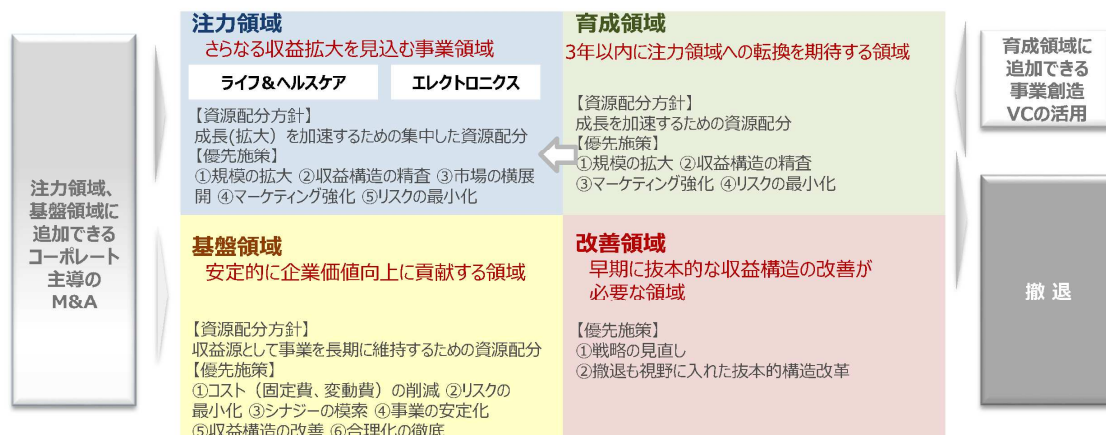 注力領域、
基盤領域に
追加できる
コーポレート
主導の
M&A
注力領域
さらなる収益拡大を見込む事業領域
ライフ&ヘルスケア
エレクトロニクス
【資源配分方針】
成長(拡大）を加速するための集中した資源配分
【優先施策】
①規模の拡大 ②収益構造の精査 ③市場の横展
開 ④マーケティング強化 ⑤リスクの最小化
育成領域
3年以内に注力領域への転換を期待する領域
【資源配分方針】
成長を加速するための資源配分
【優先施策】
①規模の拡大 ②収益構造の精査
③マーケティング強化 ④リスクの最小化
基盤領域
安定的に企業価値向上に貢献する領域
【資源配分方針】
収益源として事業を長期に維持するための資源配分
【優先施策】
①コスト（固定費、変動費）の削減 ②リスクの
最小化 ③シナジーの模索 ④事業の安定化
⑤収益構造の改善 ⑥合理化の徹底
改善領域
早期に抜本的な収益構造の改善が
必要な領域
【優先施策】
①戦略の見直し
②撤退も視野に入れた抜本的構造改革
育成領域に
追加できる
事業創造
VCの活用
撤 退